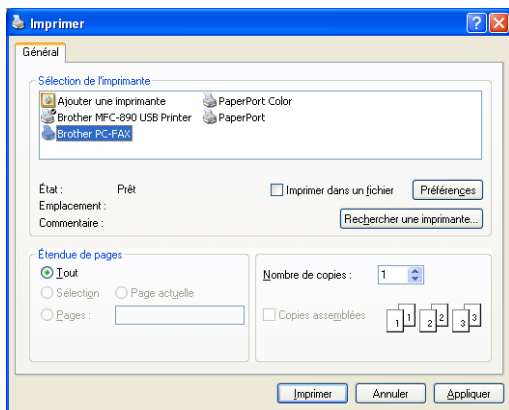 Imprimer
Général
Sélection de l'imprimante
Ajouter une imprimante PaperPort Color
Brother MFC-890 USB Printer PaperPort
Brother PC-FAX
État : Prêt Imprimer dans un fichier Préférences
Emplacement :
Commentaire : Rechercher une imprimante...
Étendue de pages
Tout Nombre de copies : 1
Sélection Page actuelle
Pages : Copies assemblées 1 1 2 2 3 3
Imprimer Annuler Appliquer